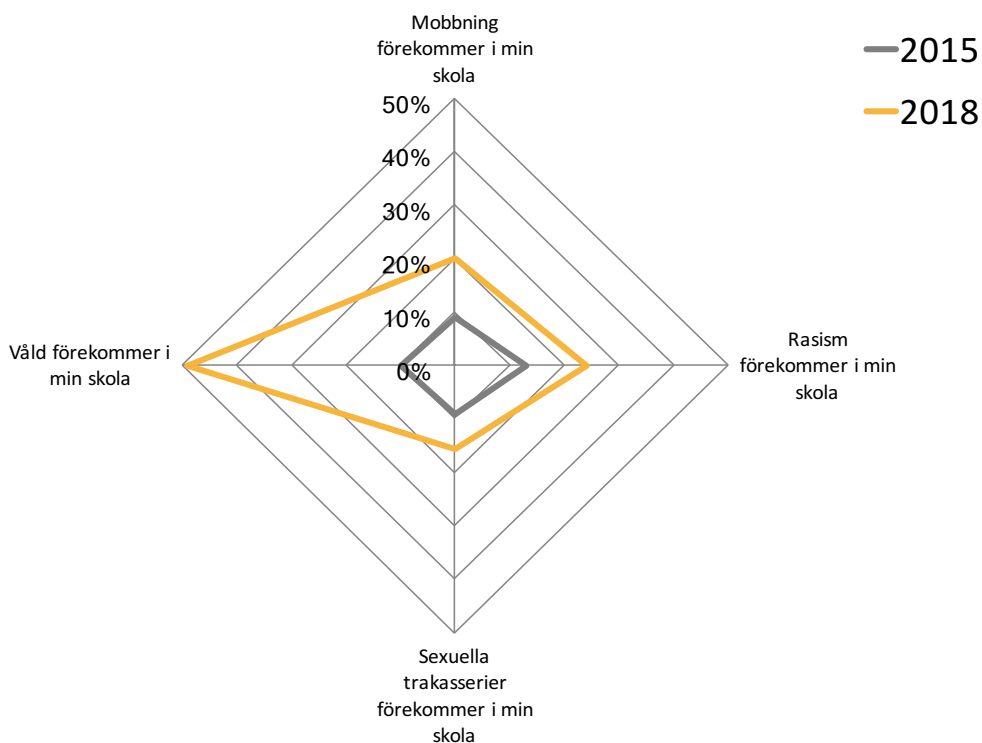 Mobbning
förekommer i min
skola
2015
2018
50%
40%
30%
20%
10%
0%
Rasism
förekommer i min
skola
Våld förekommer i
min skola
Sexuella
trakasserier
förekommer i min
skola